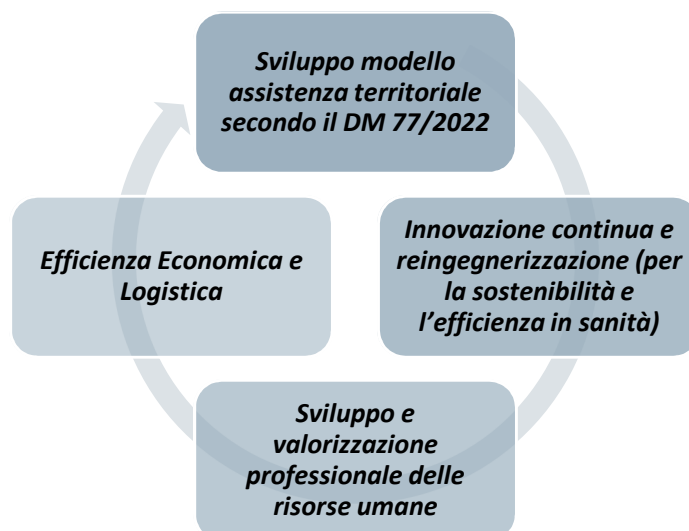 Sviluppo modello
assistenza territoriale
secondo il DM 77/2022
Innovazione continua e
reingegnerizzazione (per
la sostenibilità e
l’efficienza in sanità)
Sviluppo e
valorizzazione
professionale delle
risorse umane
Efficienza Economica e
Logistica